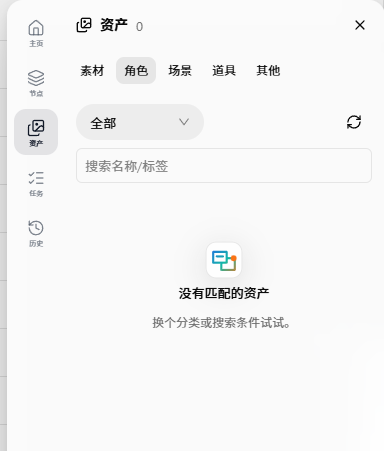 资产 0
主页
素材 角色 场景 道具 其他
节点
全部
资产
搜索名称/标签
任务
历史
没有匹配的资产
换个分类或搜索条件试试。